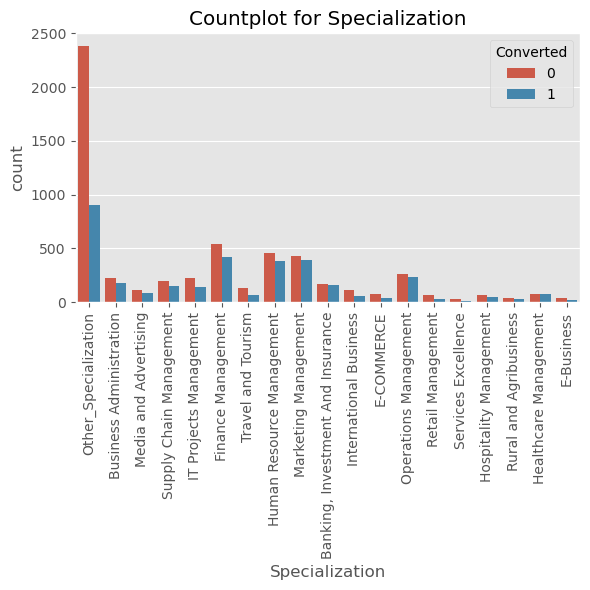 Countplot for Specialization
2500
2000
1500
1000
500
0
count
Converted
0
1
Other_Specialization
Business Administration
Media and Advertising
Supply Chain Management
IT Projects Management
Finance Management
Travel and Tourism
Human Resource Management
Marketing Management
Banking, Investment And Insurance
International Business
E-COMMERCE
Operations Management
Retail Management
Services Excellence
Hospitality Management
Rural and Agribusiness
Healthcare Management
E-Business
Specialization